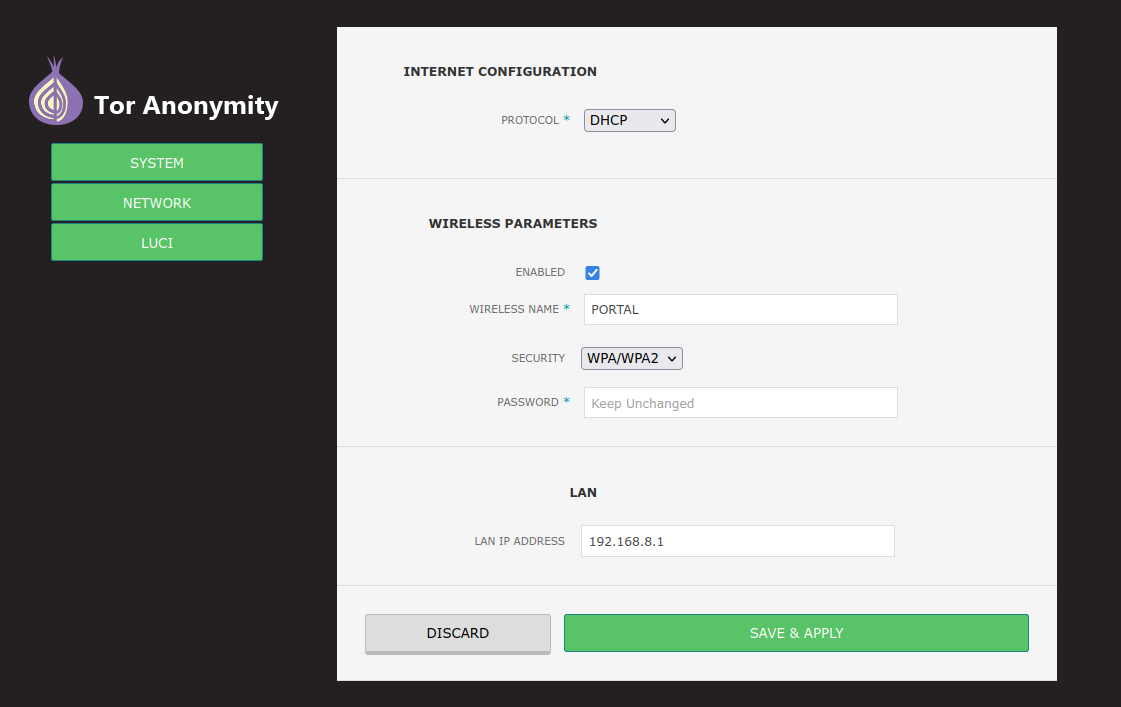 Tor Anonymity
SYSTEM
NETWORK
LUCI
INTERNET CONFIGURATION
PROTOCOL * DHCP
WIRELESS PARAMETERS
ENABLED
WIRELESS NAME * PORTAL
SECURITY WPA/WPA2
PASSWORD * Keep Unchanged
LAN
LAN IP ADDRESS 192.168.8.1
DISCARD SAVE & APPLY